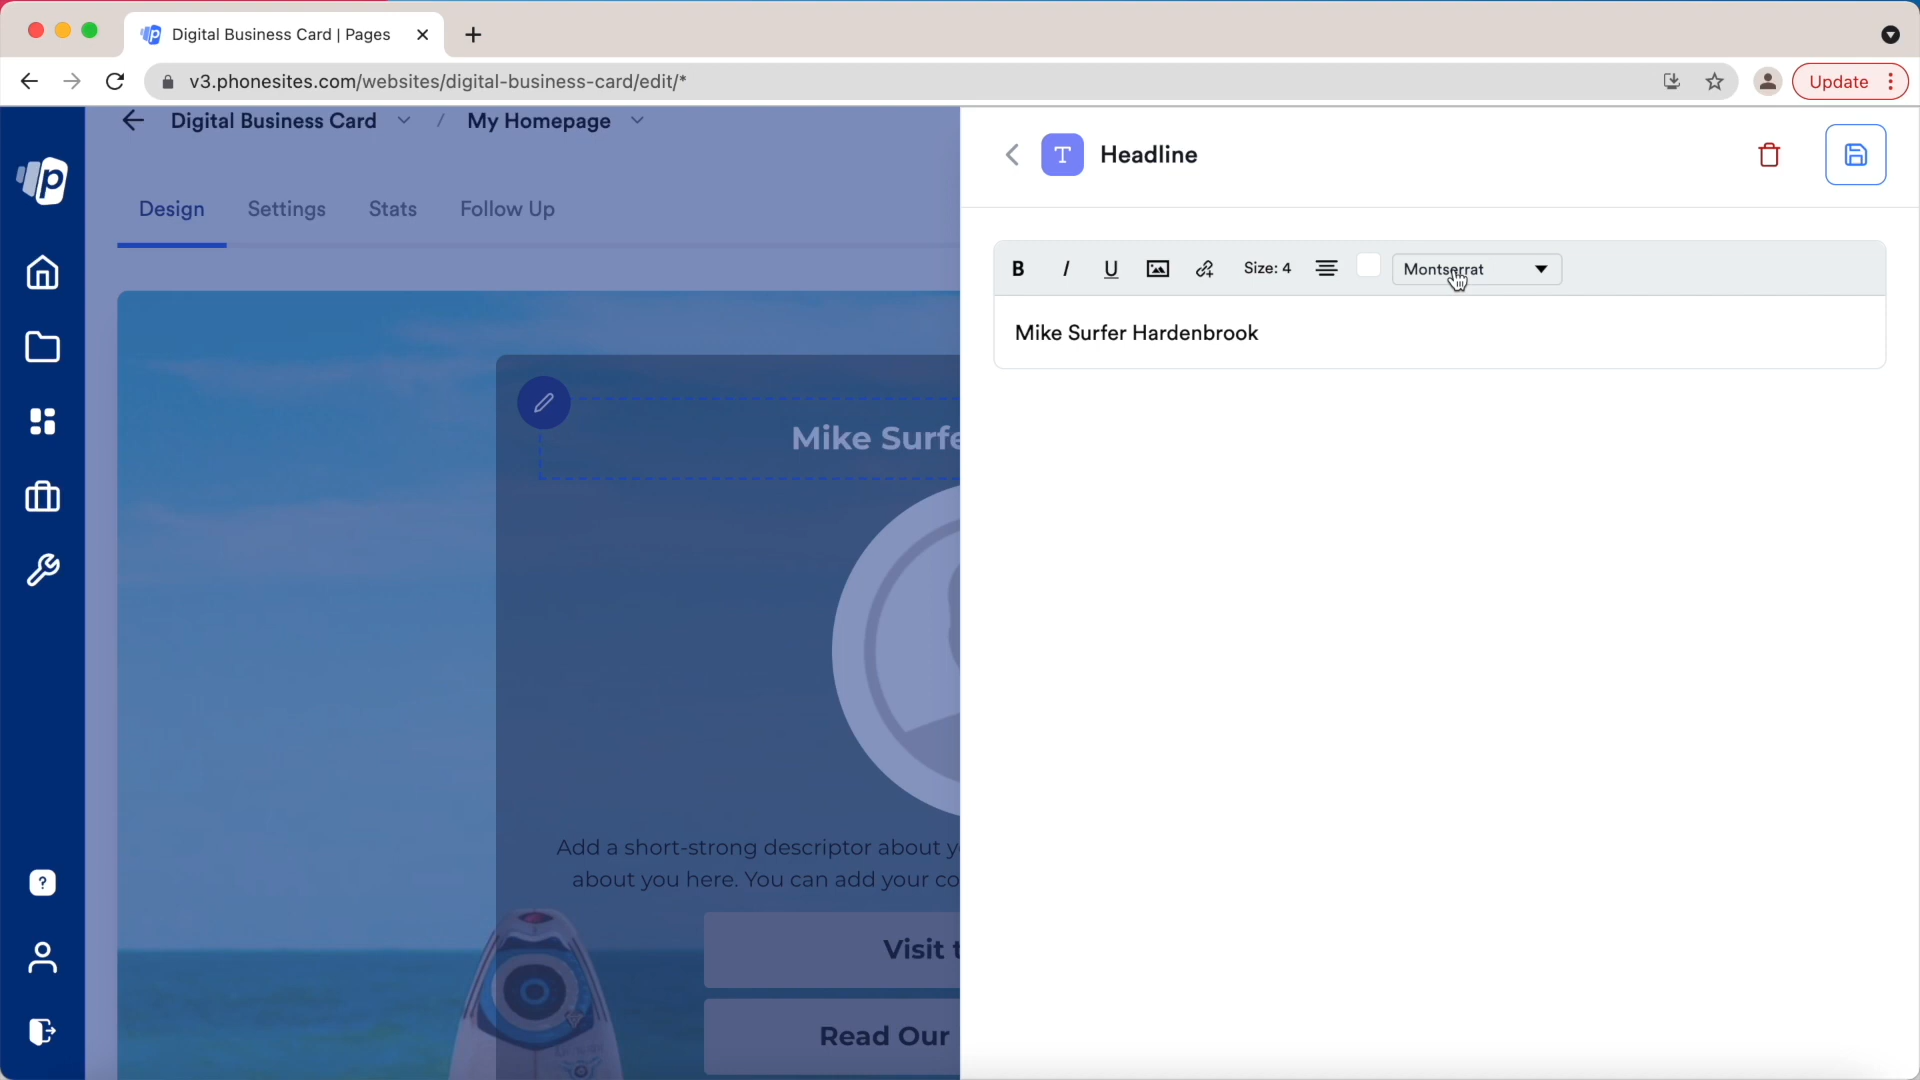 Digital Business Card | Pages
v3.phonesites.com/websites/digital-business-card/edit/*
Update
Digital Business Card / My Homepage
Design Settings Stats Follow Up
T Headline
B I U Size: 4 Montserrat
Mike Surfer Hardenbrook
Mike Surfe
Add a short-strong descriptor about y
about you here. You can add your co
Visit t
Read Our